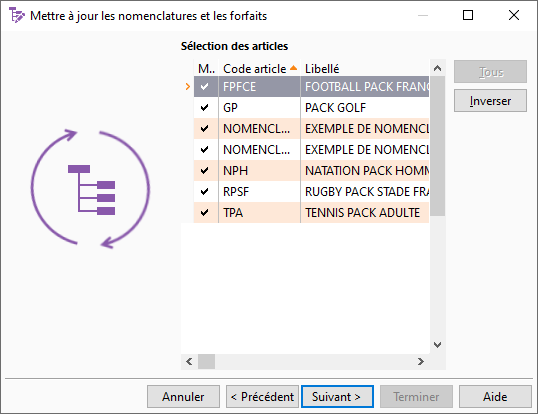 Mettre à jour les nomenclatures et les forfaits
Sélection des articles
M.. Code article Libellé
FPFCE FOOTBALL PACK FRANC
GP PACK GOLF
NOMENCL... EXEMPLE DE NOMENCL
NOMENCL... EXEMPLE DE NOMENCL
NPH NATATION PACK HOMM
RPSF RUGBY PACK STADE FRA
TPA TENNIS PACK ADULTE
Tous
Inverser
Annuler < Précédent Suivant > Terminer Aide